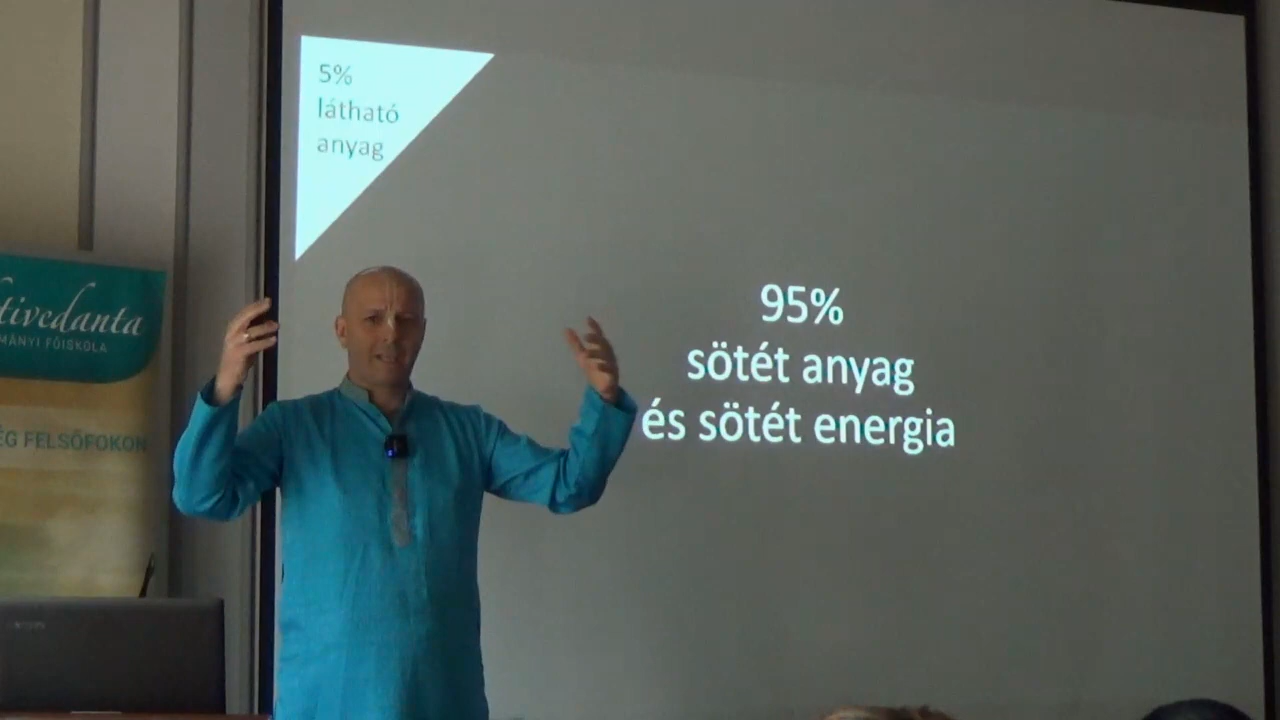 5%
látható
anyag
95%
sötét anyag
és sötét energia
tivedanta
MÁNYI FŐISKOLA
ÉG FELSŐFOKON